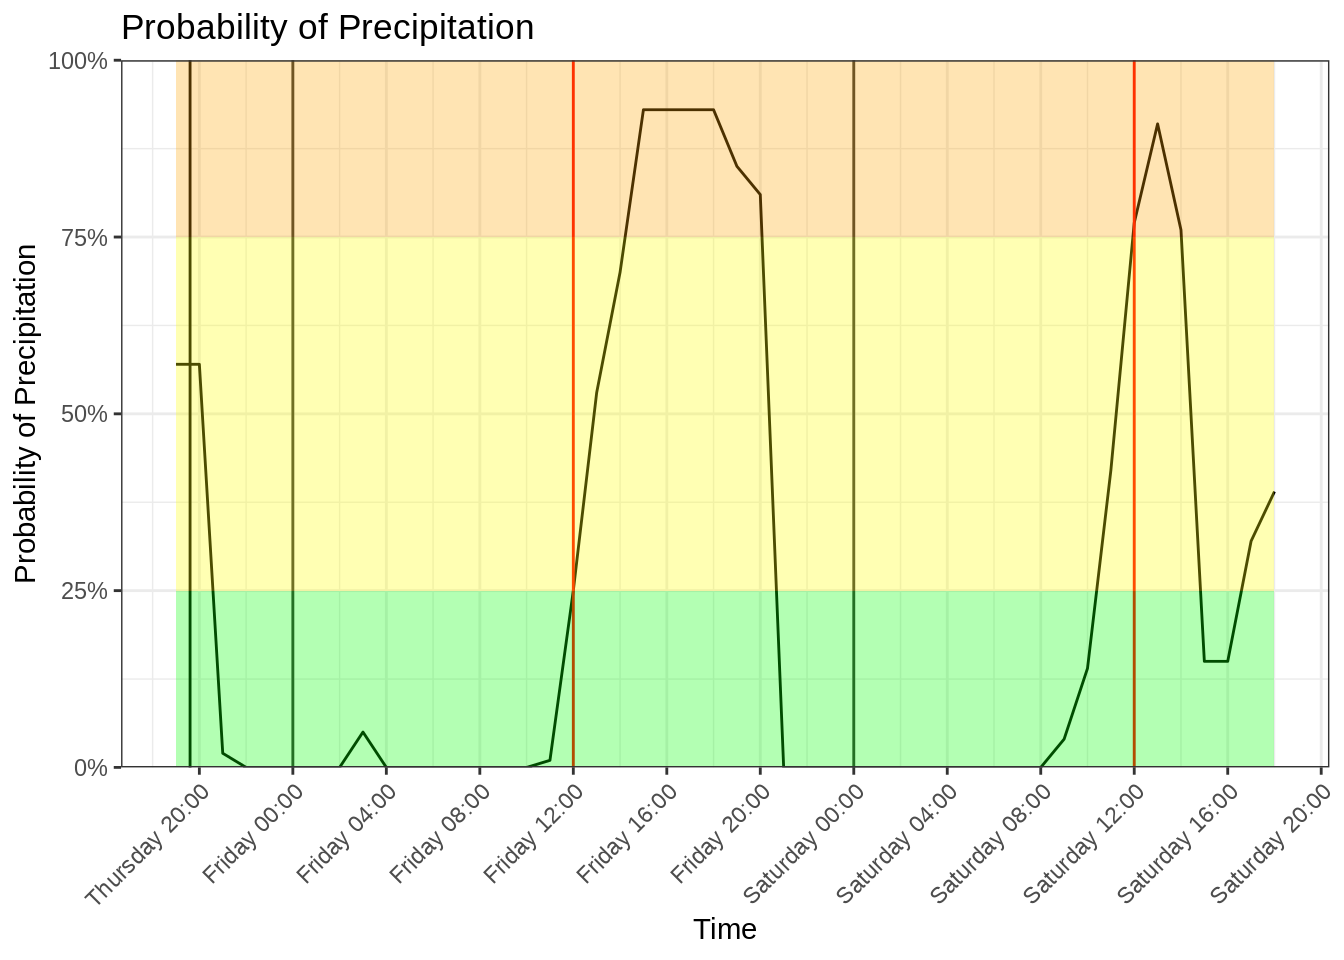 Probability of Precipitation
Probability of Precipitation
100%
75%
50%
25%
0%
Thursday 20:00
Friday 00:00
Friday 04:00
Friday 08:00
Friday 12:00
Friday 16:00
Friday 20:00
Saturday 00:00
Saturday 04:00
Saturday 08:00
Saturday 12:00
Saturday 16:00
Saturday 20:00
Time